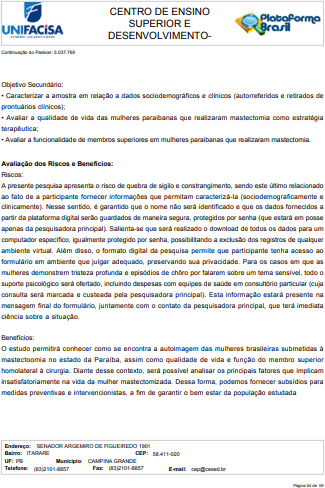 UNIFACISA
CENTRO DE ENSINO
SUPERIOR E
DESENVOLVIMENTO-
Plataforma
Brasil
Continuação do Parecer: 5.037.769
Objetivo Secundário:
• Caracterizar a amostra em relação a dados sociodemográficos e clínicos (autorreferidos e retirados de
prontuários clínicos);
• Avaliar a qualidade de vida das mulheres paraibanas que realizaram mastectomia como estratégia
terapêutica;
• Avaliar a funcionalidade de membros superiores em mulheres paraibanas que realizaram mastectomia.
Avaliação dos Riscos e Benefícios:
Riscos:
A presente pesquisa apresenta o risco de quebra de sigilo e constrangimento, sendo este último relacionado
ao fato de a participante fornecer informações que permitam caracterizá-la (sociodemograficamente e
clinicamente). Nesse sentido, é garantido que o nome não será identificado e que os dados fornecidos a
partir da plataforma digital serão guardados de maneira segura, protegidos por senha (que estará em posse
apenas da pesquisadora principal). Salienta-se que será realizado o download de todos os dados para um
computador específico, igualmente protegido por senha, possibilitando a exclusão dos registros de qualquer
ambiente virtual. Além disso, o formato digital da pesquisa permite que participante tenha acesso ao
formulário em ambiente que julgar adequado, preservando sua privacidade. Para os casos em que as
mulheres demonstrem tristeza profunda e episódios de chôro por falarem sobre um tema sensível, todo o
suporte psicológico será ofertado, incluindo despesas com equipes de saúde em consultório particular (cuja
consulta será marcada e custeada pela pesquisadora principal). Esta informação estará presente na
mensagem final do formulário, juntamente com o contato da pesquisadora principal, que terá imediata
ciência sobre a situação.
Benefícios:
O estudo permitirá conhecer como se encontra a autoimagem das mulheres brasileiras submetidas à
mastectoomia no estado da Paraíba, assim como qualidade de vida e função do membro superior
homolateral à cirurgia. Diante desse contexto, será possível analisar os principais fatores que implicam
insatisfatoriamente na vida da mulher mastectomizada. Dessa forma, podemos fornecer subsídios para
medidas preventivas e intervencionistas, a fim de garantir o bem estar da população estudada
Endereço: SENADOR ARGEMIRO DE FIGUEIREDO 1901
Bairro: ITARARE CEP: 58.411-020
UF: PB Município: CAMPINA GRANDE
Telefone: (83)2101-8857 Fax: (83)2101-8857 E-mail: cep@cesed.br
Página 04 de 06